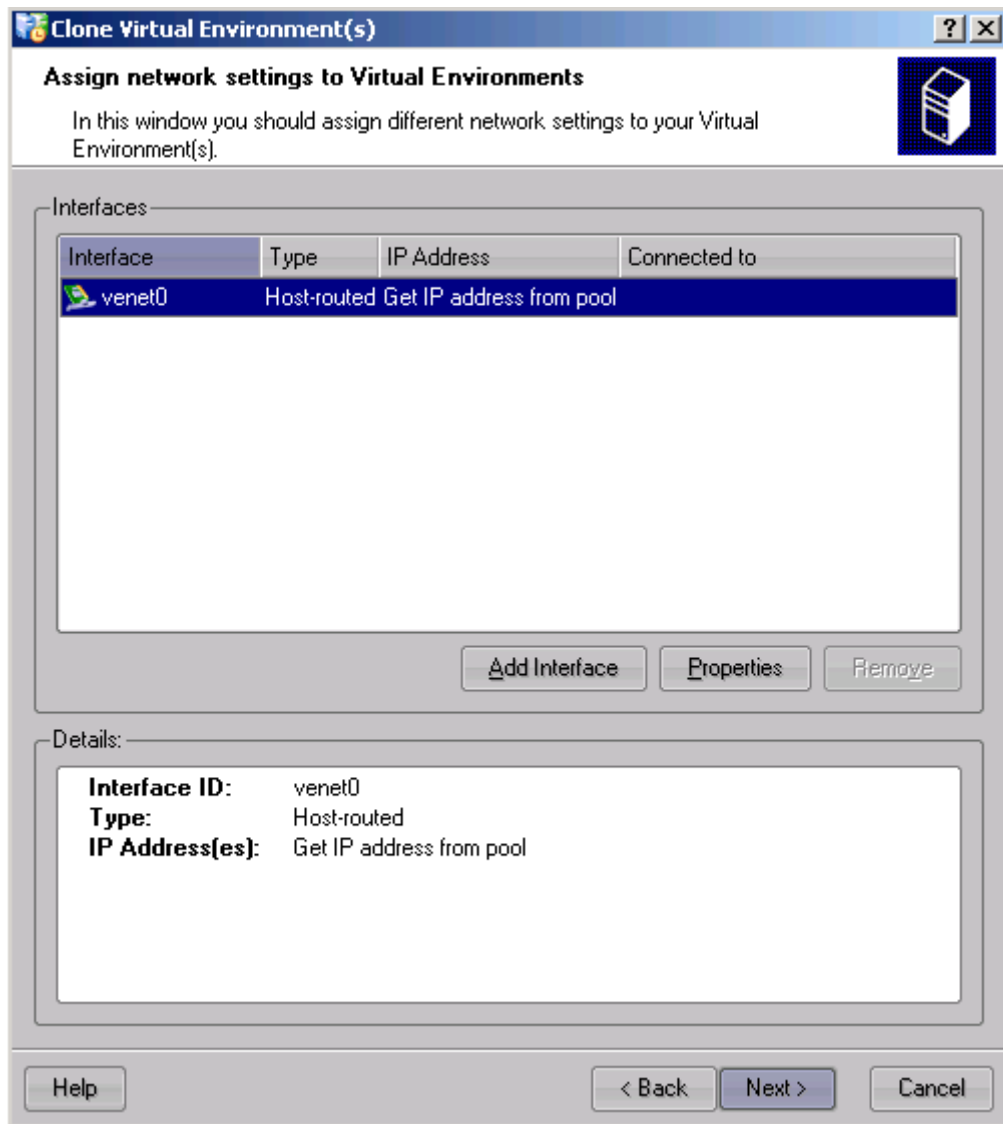 Clone Virtual Environment(s)
Assign network settings to Virtual Environments
In this window you should assign different network settings to your Virtual
Environment(s).
Interfaces
Interface Type IP Address Connected to
venet0 Host-routed Get IP address from pool
Add Interface Properties Remove
Details:
Interface ID: venet0
Type: Host-routed
IP Address(es): Get IP address from pool
Help < Back Next > Cancel